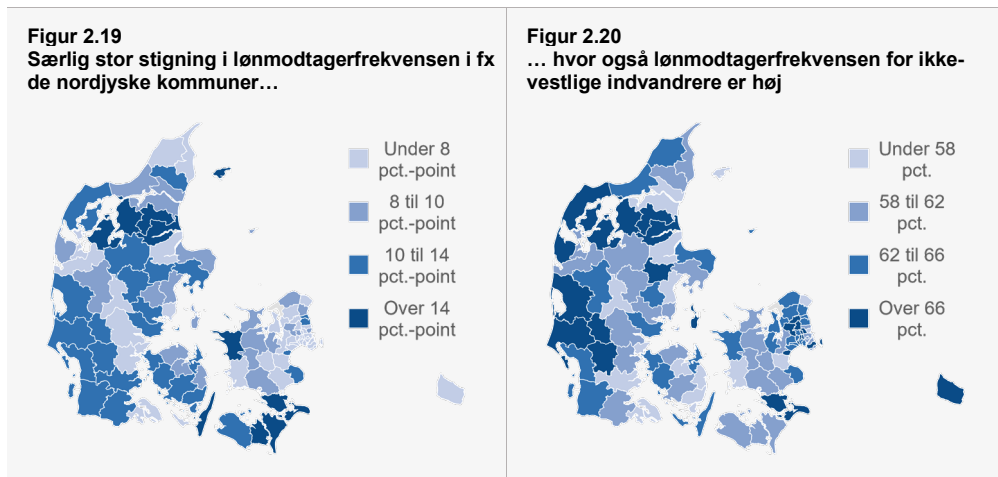 Figur 2.19
Særlig stor stigning i lønmodtagerfrekvensen i fx
de nordjyske kommuner…
Under 8
pct.-point
8 til 10
pct.-point
10 til 14
pct.-point
Over 14
pct.-point
Figur 2.20
… hvor også lønmodtagerfrekvensen for ikke-
vestlige indvandrere er høj
Under 58
pct.
58 til 62
pct.
62 til 66
pct.
Over 66
pct.